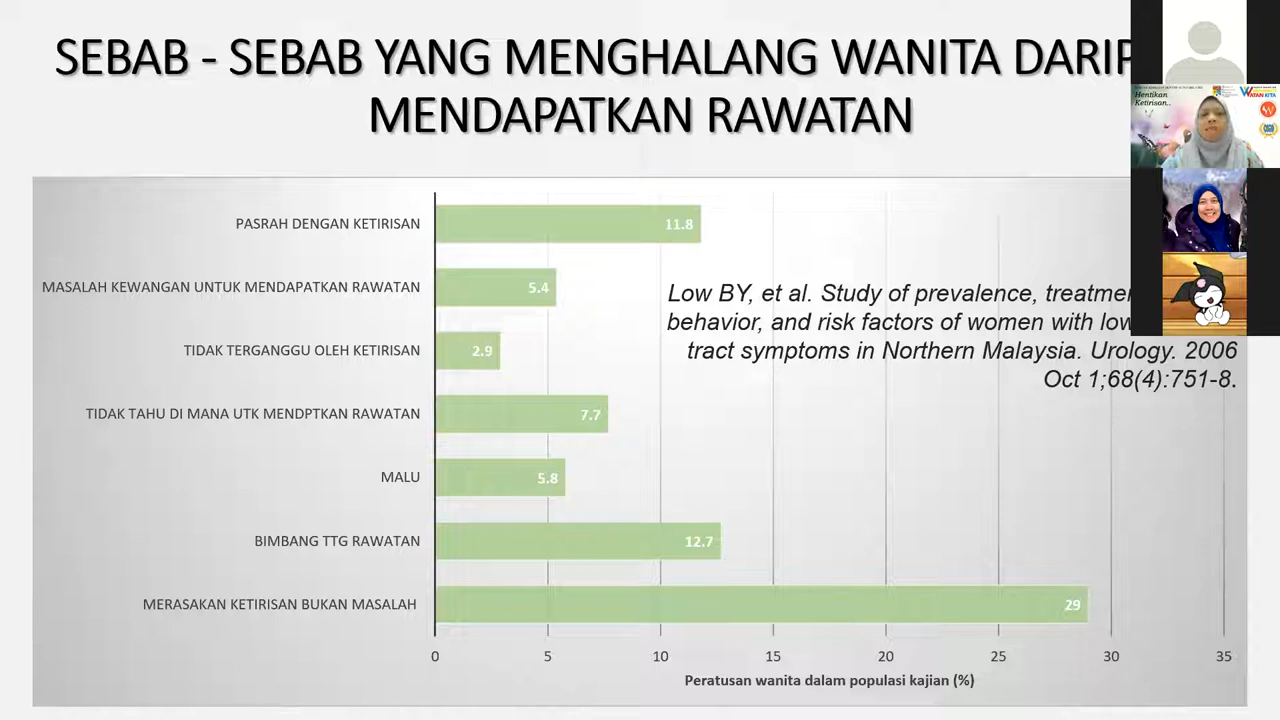 SEBAB - SEBAB YANG MENGHALANG WANITA DARIP
MENDAPATKAN RAWATAN
Hentikan
Ketirisan..
WATAN KITA
PASRAH DENGAN KETIRISAN
11.8
MASALAH KEWANGAN UNTUK MENDAPATKAN RAWATAN
5.4
TIDAK TERGANGGU OLEH KETIRISAN
2.9
TIDAK TAHU DI MANA UTK MENDPTKAN RAWATAN
7.7
MALU
5.8
BIMBANG TTG RAWATAN
12.7
MERASAKAN KETIRISAN BUKAN MASALAH
29
Low BY, et al. Study of prevalence, treatmen
behavior, and risk factors of women with low
tract symptoms in Northern Malaysia. Urology. 2006
Oct 1;68(4):751-8.
0 5 10 15 20 25 30 35
Peratusan wanita dalam populasi kajian (%)